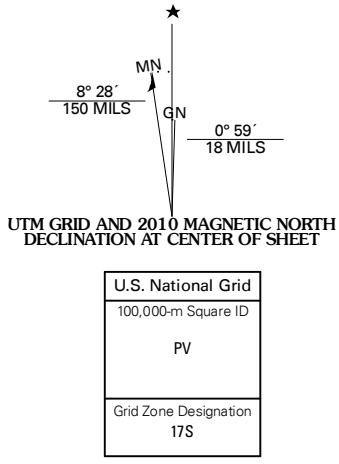 ★
MN
GN
8° 28´
150 MILS
0° 59´
18 MILS
UTM GRID AND 2010 MAGNETIC NORTH
DECLINATION AT CENTER OF SHEET
U.S. National Grid
100,000-m Square ID
PV
Grid Zone Designation
17S